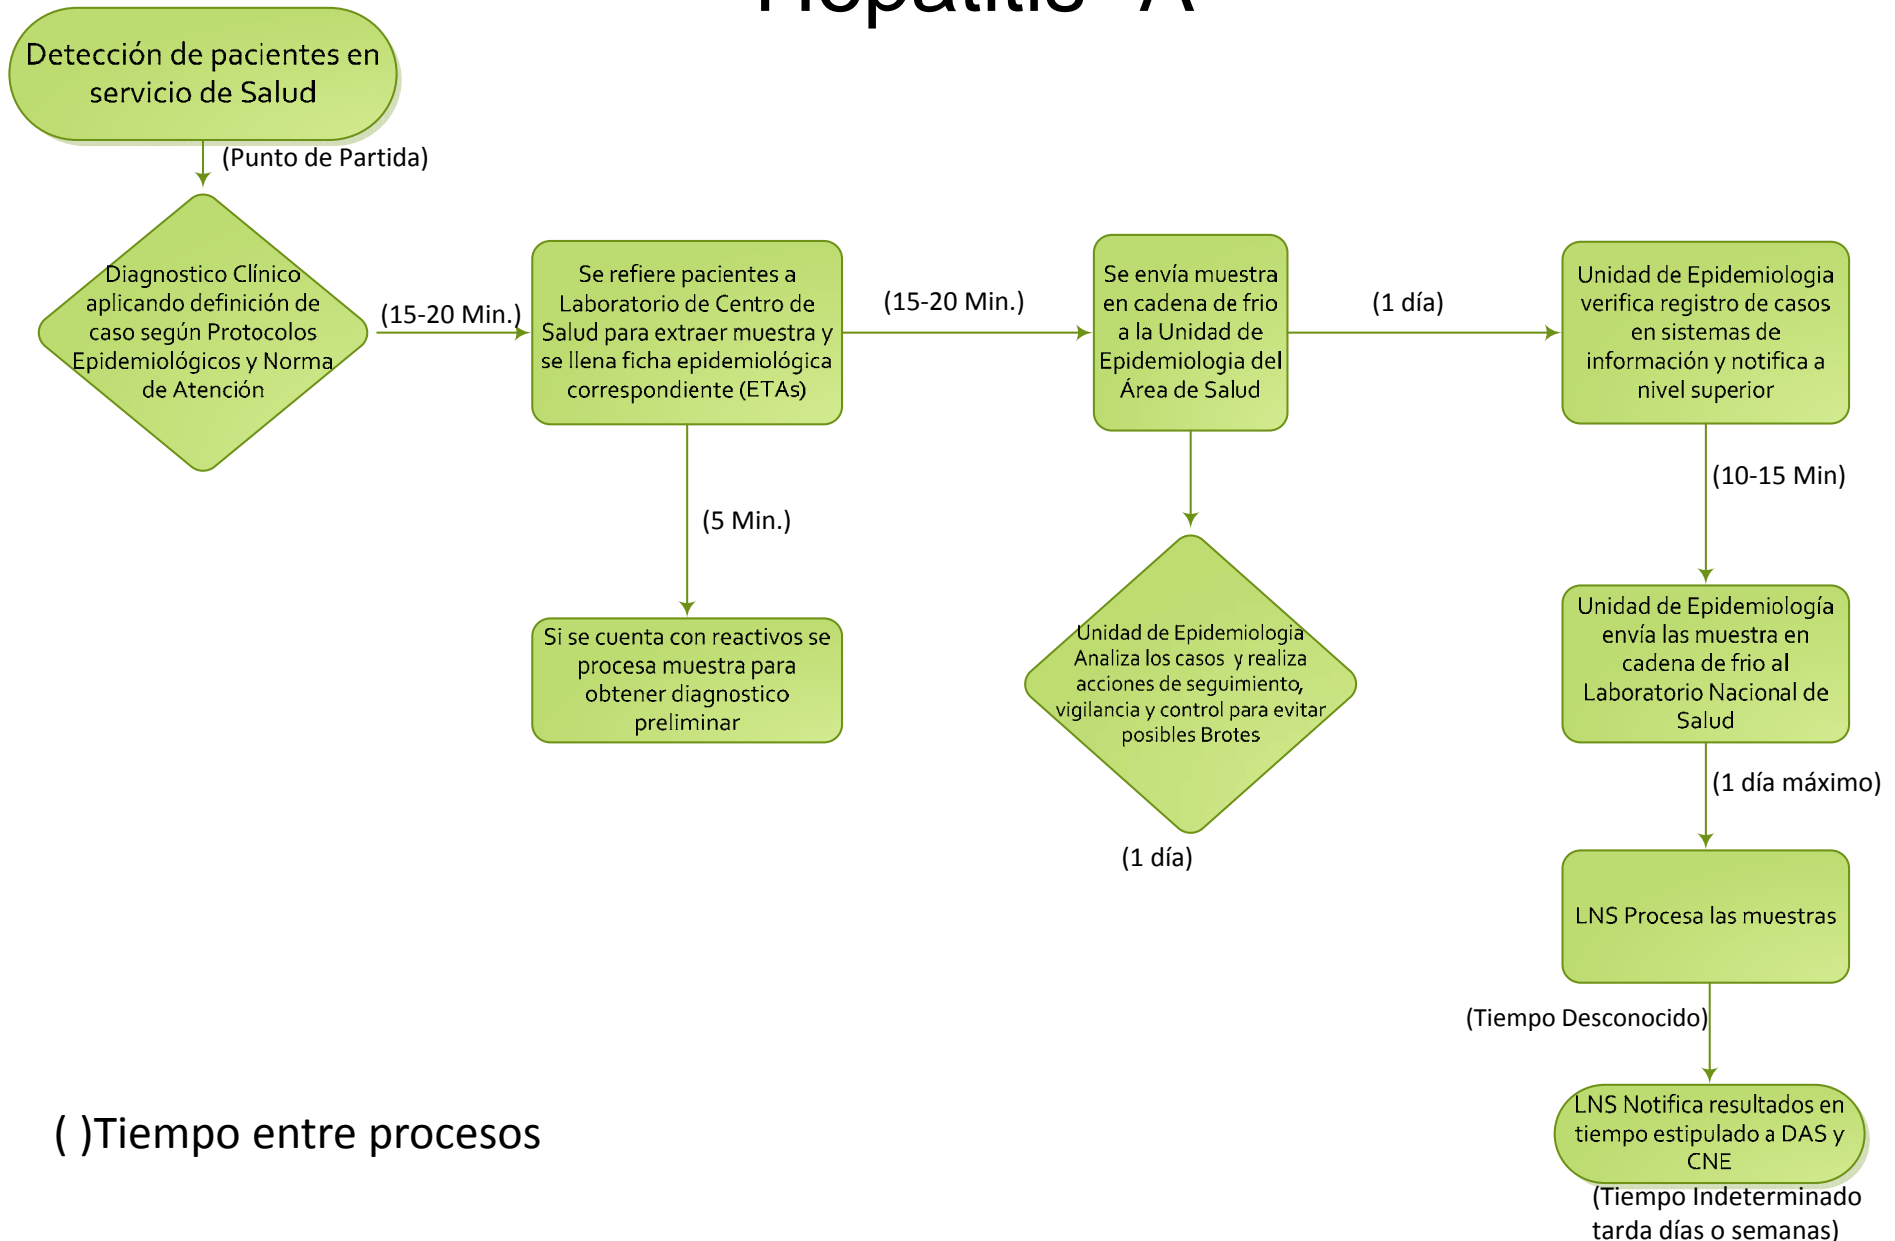 Hepatitis "A"
Detección de pacientes en
servicio de Salud
(Punto de Partida)
Diagnostico Clínico
aplicando definición de
caso según Protocolos
Epidemiológicos y Norma
de Atención
(15-20 Min.)
Se refiere pacientes a
Laboratorio de Centro de
Salud para extraer muestra y
se llena ficha epidemiológica
correspondiente (ETAs)
(15-20 Min.)
Se envía muestra
en cadena de frio
a la Unidad de
Epidemiologia del
Área de Salud
(1 día)
Unidad de Epidemiologia
verifica registro de casos
en sistemas de
información y notifica a
nivel superior
(5 Min.)
Si se cuenta con reactivos se
procesa muestra para
obtener diagnostico
preliminar
Unidad de Epidemiologia
Analiza los casos y realiza
acciones de seguimiento,
vigilancia y control para evitar
posibles Brotes
(1 día)
(10-15 Min)
Unidad de Epidemiología
envía las muestra en
cadena de frio al
Laboratorio Nacional de
Salud
(1 día máximo)
LNS Procesa las muestras
(Tiempo Desconocido)
LNS Notifica resultados en
tiempo estipulado a DAS y
CNE
(Tiempo Indeterminado
tarda días o semanas)
( )Tiempo entre procesos